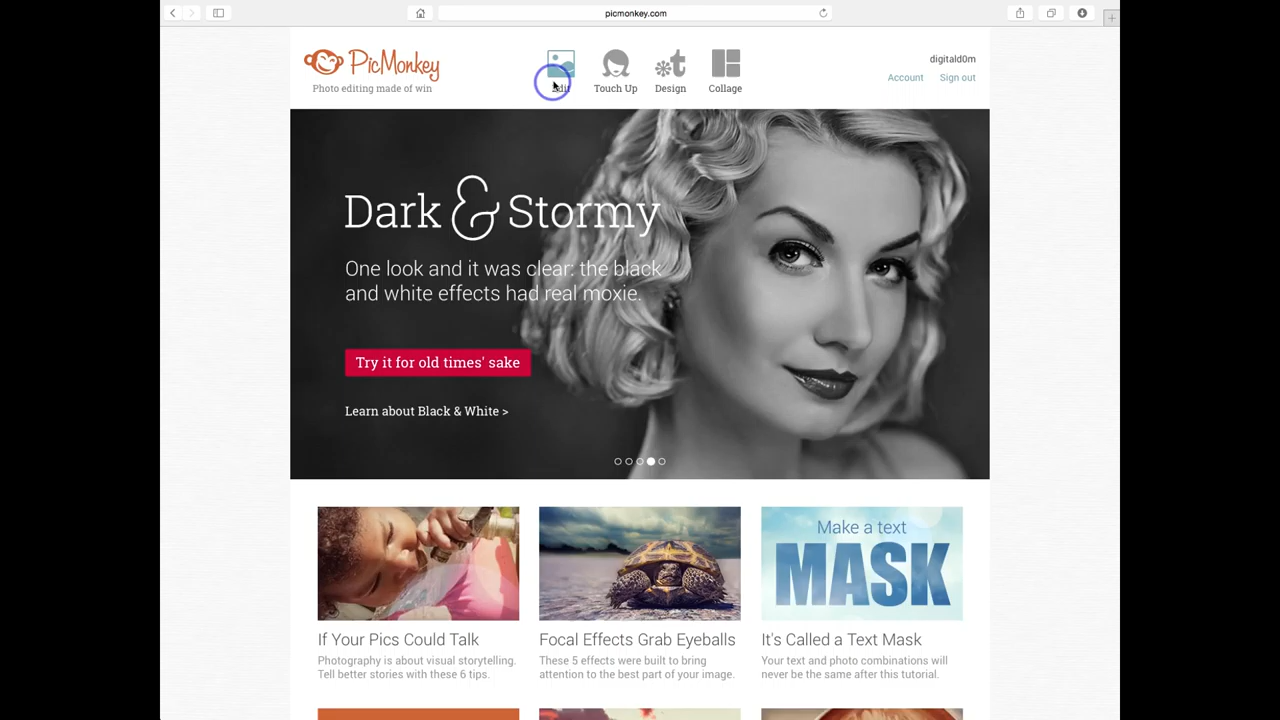 picmonkey.com
PicMonkey
Photo editing made of win
Edit
Touch Up
Design
Collage
digitald0m
Account
Sign out
Dark & Stormy
One look and it was clear: the black
and white effects had real moxie.
Try it for old times' sake
Learn about Black & White >
Make a text
MASK
If Your Pics Could Talk
Photography is about visual storytelling.
Tell better stories with these 6 tips.
Focal Effects Grab Eyeballs
These 5 effects were built to bring
attention to the best part of your image.
It's Called a Text Mask
Your text and photo combinations will
never be the same after this tutorial.